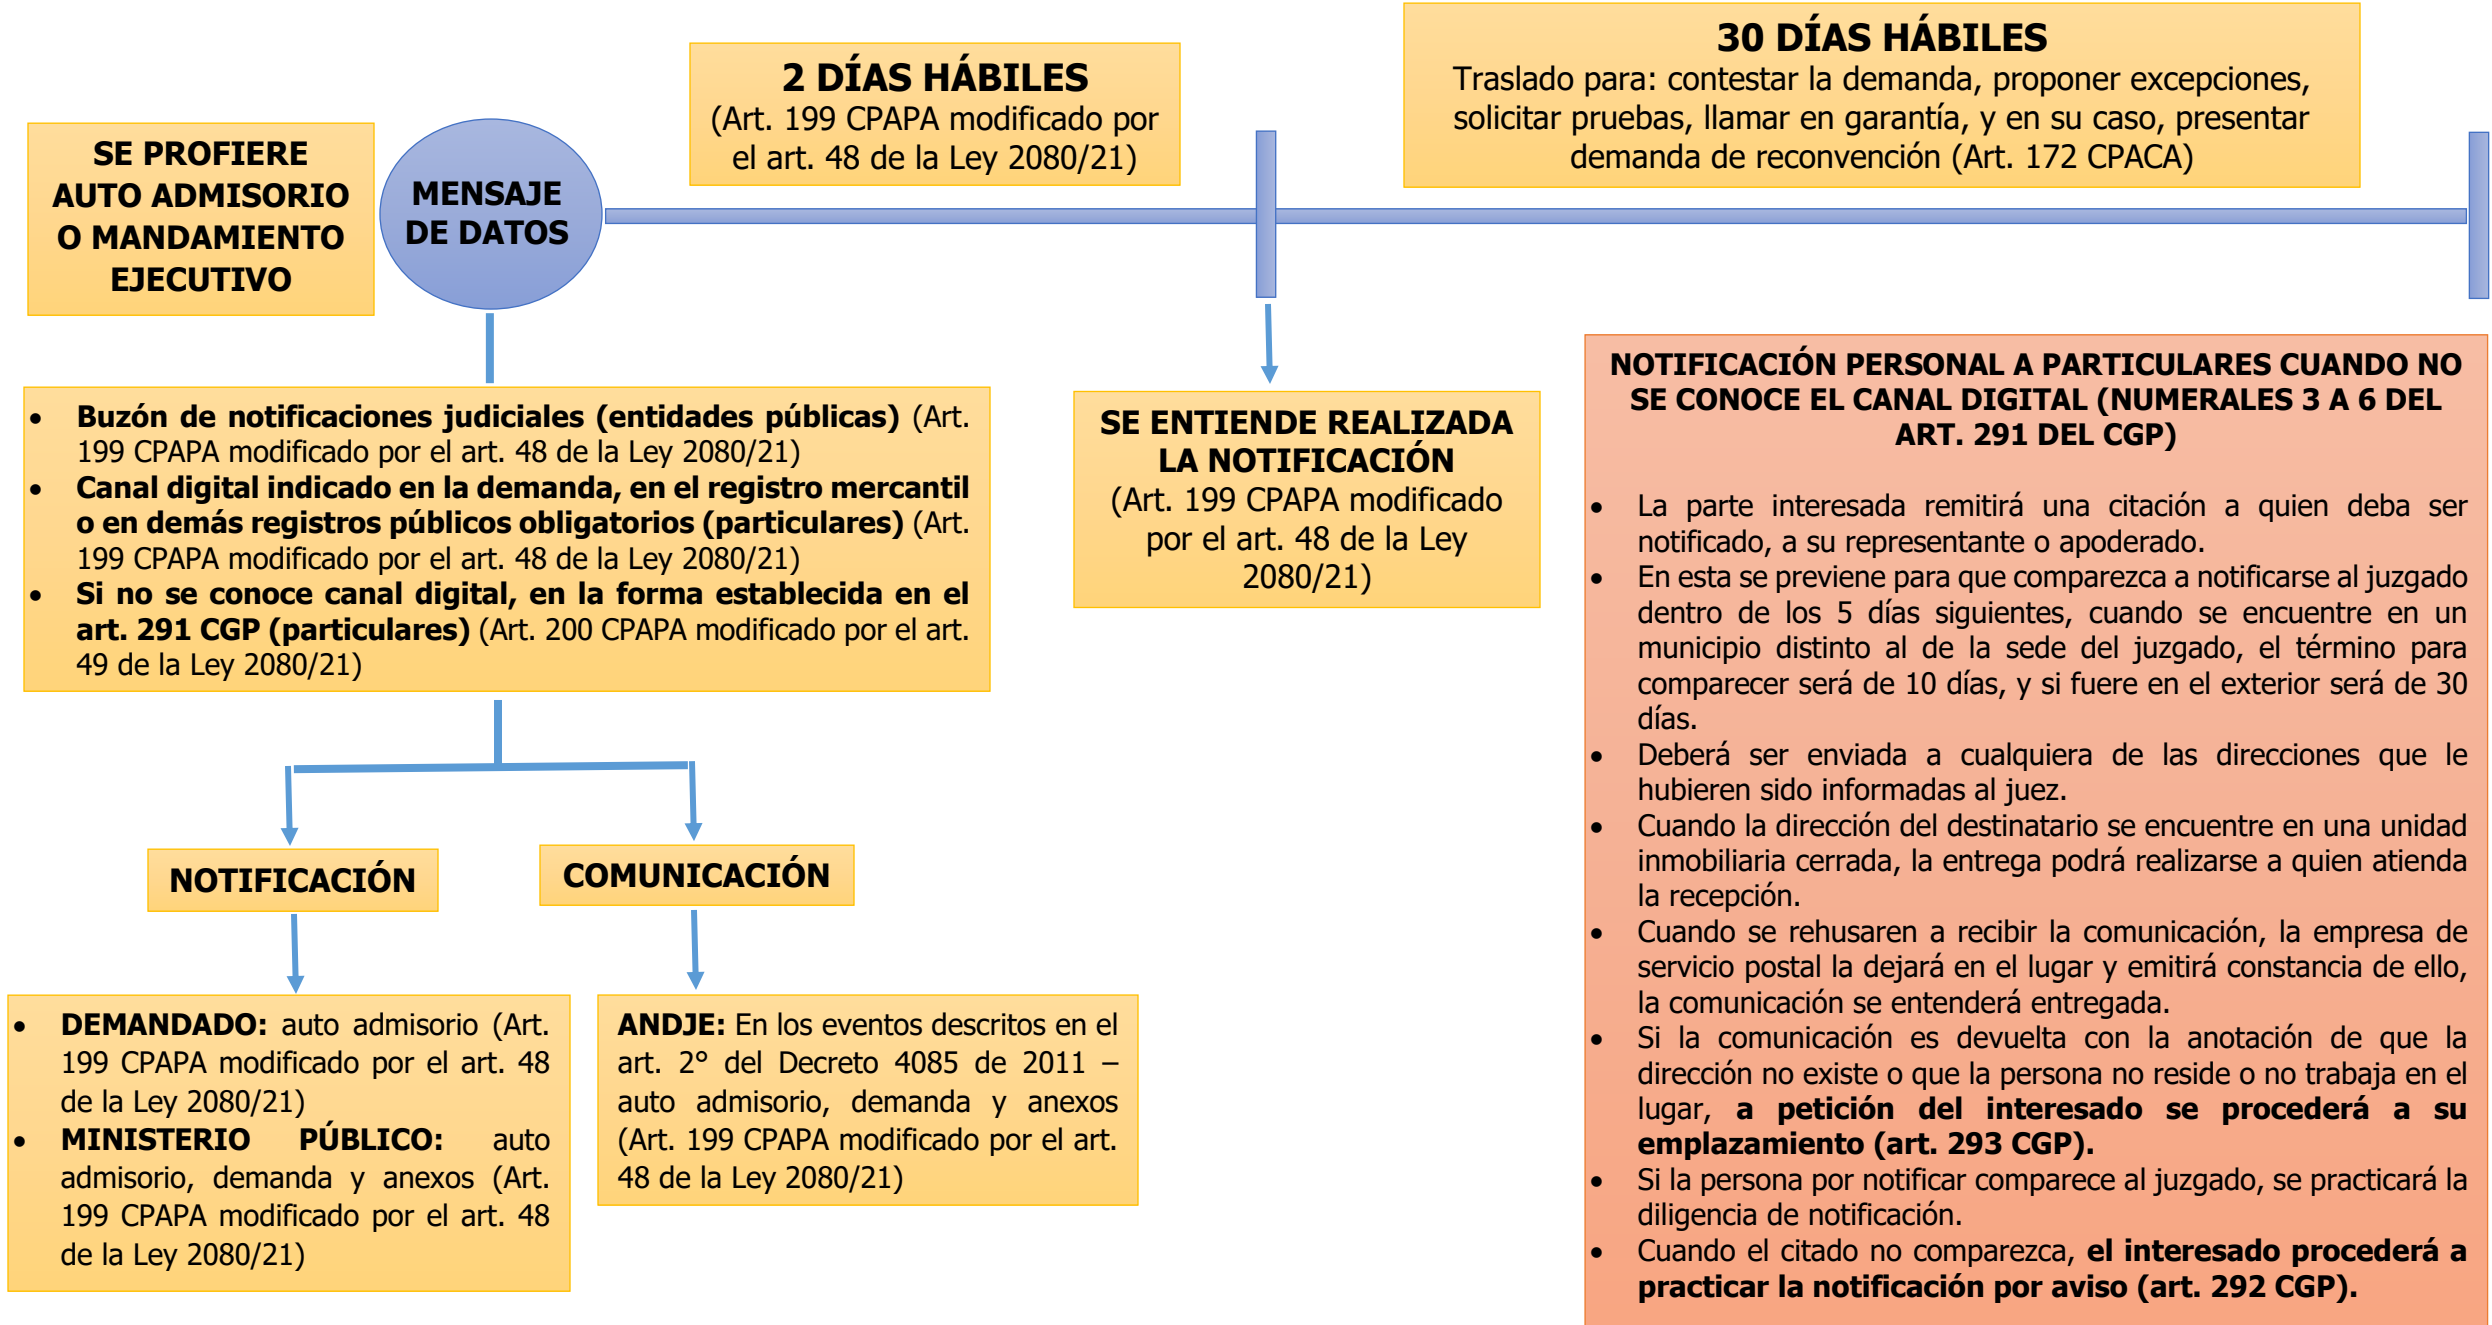 SE PROFIERE
AUTO ADMISORIO
O MANDAMIENTO
EJECUTIVO
MENSAJE
DE DATOS
2 DÍAS HÁBILES
(Art. 199 CPAPA modificado por
el art. 48 de la Ley 2080/21)
30 DÍAS HÁBILES
Traslado para: contestar la demanda, proponer excepciones,
solicitar pruebas, llamar en garantía, y en su caso, presentar
demanda de reconvención (Art. 172 CPACA)
• Buzón de notificaciones judiciales (entidades públicas) (Art.
199 CPAPA modificado por el art. 48 de la Ley 2080/21)
• Canal digital indicado en la demanda, en el registro mercantil
o en demás registros públicos obligatorios (particulares) (Art.
199 CPAPA modificado por el art. 48 de la Ley 2080/21)
• Si no se conoce canal digital, en la forma establecida en el
art. 291 CGP (particulares) (Art. 200 CPAPA modificado por el art.
49 de la Ley 2080/21)
SE ENTIENDE REALIZADA
LA NOTIFICACIÓN
(Art. 199 CPAPA modificado
por el art. 48 de la Ley
2080/21)
NOTIFICACIÓN
COMUNICACIÓN
• DEMANDADO: auto admisorio (Art.
199 CPAPA modificado por el art. 48
de la Ley 2080/21)
• MINISTERIO PÚBLICO: auto
admisorio, demanda y anexos (Art.
199 CPAPA modificado por el art. 48
de la Ley 2080/21)
ANDJE: En los eventos descritos en el
art. 2° del Decreto 4085 de 2011 –
auto admisorio, demanda y anexos
(Art. 199 CPAPA modificado por el art.
48 de la Ley 2080/21)
NOTIFICACIÓN PERSONAL A PARTICULARES CUANDO NO
SE CONOCE EL CANAL DIGITAL (NUMERALES 3 A 6 DEL
ART. 291 DEL CGP)
• La parte interesada remitirá una citación a quien deba ser
notificado, a su representante o apoderado.
• En esta se previene para que comparezca a notificarse al juzgado
dentro de los 5 días siguientes, cuando se encuentre en un
municipio distinto al de la sede del juzgado, el término para
comparecer será de 10 días, y si fuere en el exterior será de 30
días.
• Deberá ser enviada a cualquiera de las direcciones que le
hubieren sido informadas al juez.
• Cuando la dirección del destinatario se encuentre en una unidad
inmobiliaria cerrada, la entrega podrá realizarse a quien atienda
la recepción.
• Cuando se rehusaren a recibir la comunicación, la empresa de
servicio postal la dejará en el lugar y emitirá constancia de ello,
la comunicación se entenderá entregada.
• Si la comunicación es devuelta con la anotación de que la
dirección no existe o que la persona no reside o no trabaja en el
lugar, a petición del interesado se procederá a su
emplazamiento (art. 293 CGP).
• Si la persona por notificar comparece al juzgado, se practicará la
diligencia de notificación.
• Cuando el citado no comparezca, el interesado procederá a
practicar la notificación por aviso (art. 292 CGP).